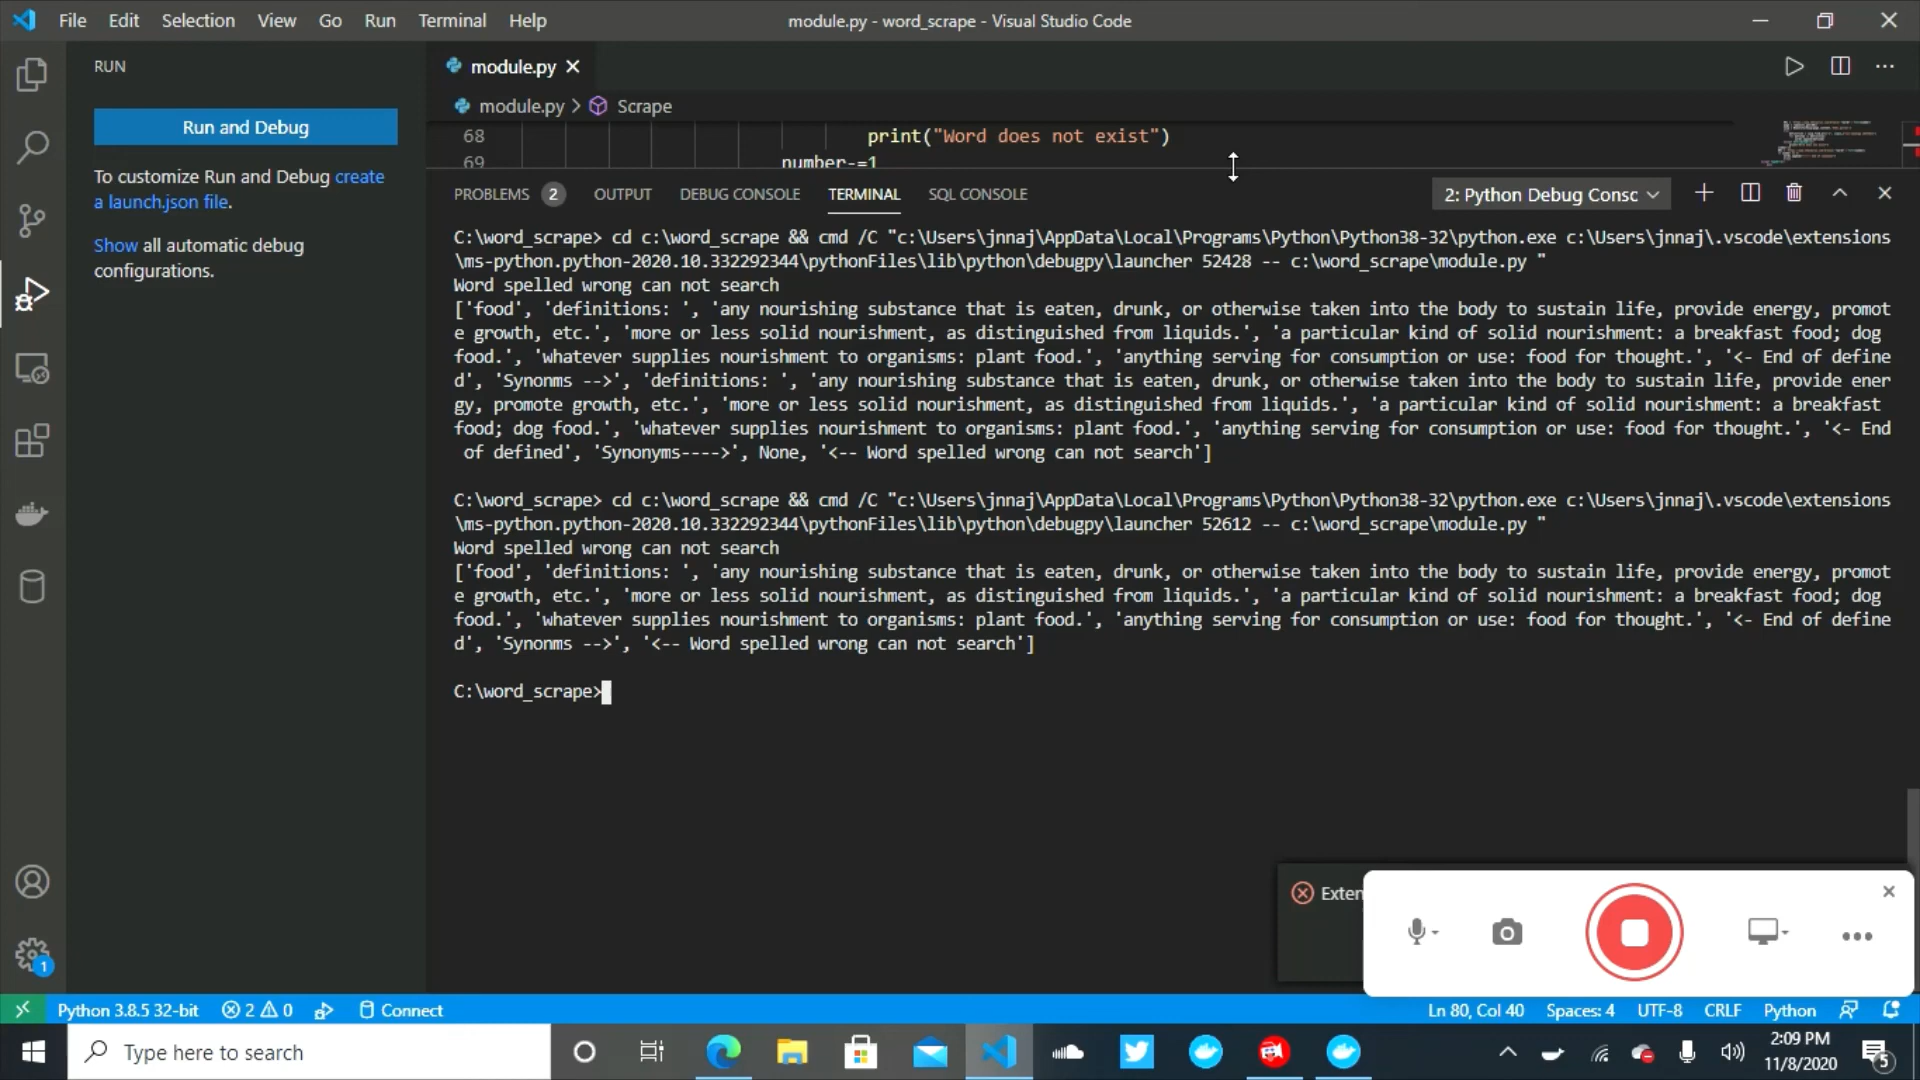 File Edit Selection View Go Run Terminal Help
module.py - word_scrape - Visual Studio Code
RUN
module.py
Run and Debug
module.py > Scrape
68 print("Word does not exist")
69 number-=1
To customize Run and Debug create
a launch.json file.
Show all automatic debug
configurations.
PROBLEMS 2 OUTPUT DEBUG CONSOLE TERMINAL SQL CONSOLE
2: Python Debug Consc
C:\word_scrape> cd c:\word_scrape && cmd /C "c:\Users\jnnaj\AppData\Local\Programs\Python\Python38-32\python.exe c:\Users\jnnaj\.vscode\extensions
\ms-python.python-2020.10.332292344\pythonFiles\lib\python\debugpy\launcher 52428 -- c:\word_scrape\module.py "
Word spelled wrong can not search
['food', 'definitions: ', 'any nourishing substance that is eaten, drunk, or otherwise taken into the body to sustain life, provide energy, promot
e growth, etc.', 'more or less solid nourishment, as distinguished from liquids.', 'a particular kind of solid nourishment: a breakfast food; dog
food.', 'whatever supplies nourishment to organisms: plant food.', 'anything serving for consumption or use: food for thought.', '<- End of define
d', 'Synonms -->', 'definitions: ', 'any nourishing substance that is eaten, drunk, or otherwise taken into the body to sustain life, provide ener
gy, promote growth, etc.', 'more or less solid nourishment, as distinguished from liquids.', 'a particular kind of solid nourishment: a breakfast
food; dog food.', 'whatever supplies nourishment to organisms: plant food.', 'anything serving for consumption or use: food for thought.', '<- End
of defined', 'Synonyms---->', None, '<-- Word spelled wrong can not search']
C:\word_scrape> cd c:\word_scrape && cmd /C "c:\Users\jnnaj\AppData\Local\Programs\Python\Python38-32\python.exe c:\Users\jnnaj\.vscode\extensions
\ms-python.python-2020.10.332292344\pythonFiles\lib\python\debugpy\launcher 52612 -- c:\word_scrape\module.py "
Word spelled wrong can not search
['food', 'definitions: ', 'any nourishing substance that is eaten, drunk, or otherwise taken into the body to sustain life, provide energy, promot
e growth, etc.', 'more or less solid nourishment, as distinguished from liquids.', 'a particular kind of solid nourishment: a breakfast food; dog
food.', 'whatever supplies nourishment to organisms: plant food.', 'anything serving for consumption or use: food for thought.', '<- End of define
d', 'Synonms -->', '<-- Word spelled wrong can not search']
C:\word_scrape>
Exten
1
Python 3.8.5 32-bit 2 0 Connect
Ln 80, Col 40 Spaces: 4 UTF-8 CRLF Python
Type here to search
2:09 PM
11/8/2020
5